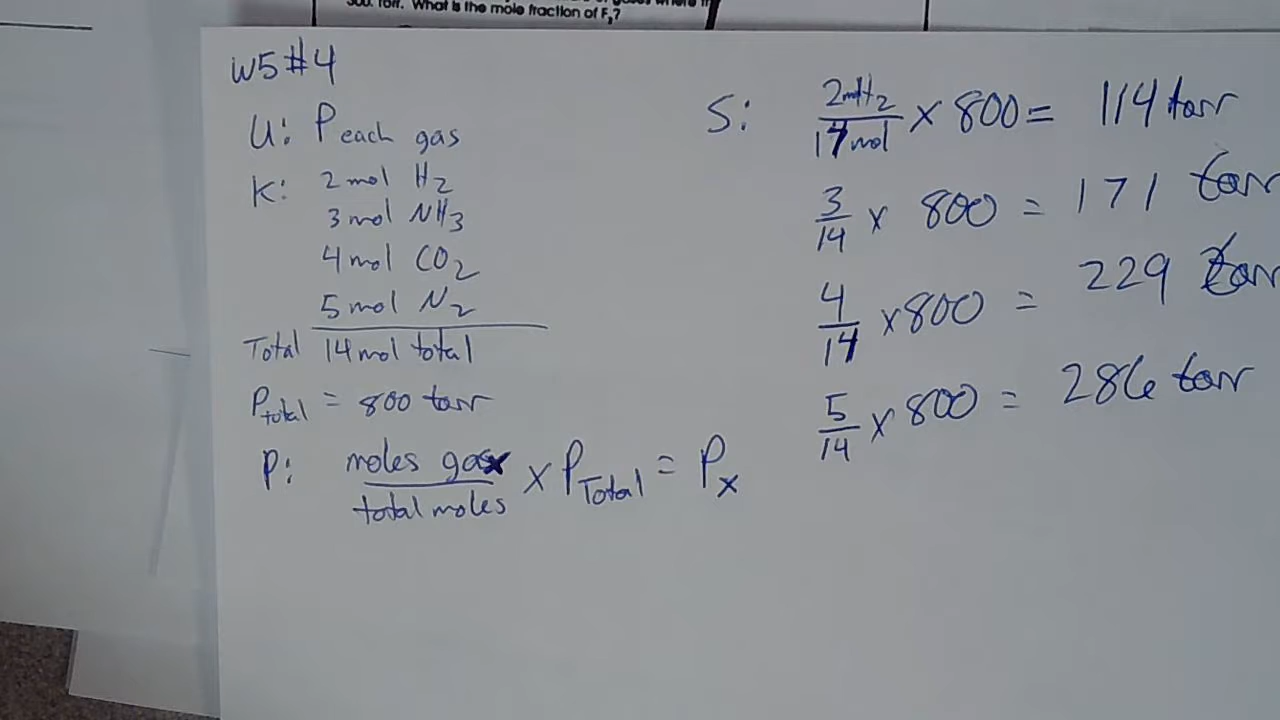 What is the mole fraction of F₂?
W5#4
U: P each gas
K: 2 mol H₂
3 mol NH₃
4 mol CO₂
5 mol N₂
Total 14 mol total
P total = 800 torr
P: moles gas x / total moles x P Total = P x
S: 2 mol H₂ / 14 mol x 800 = 114 torr
3/14 x 800 = 171 torr
4/14 x 800 = 229 torr
5/14 x 800 = 286 torr